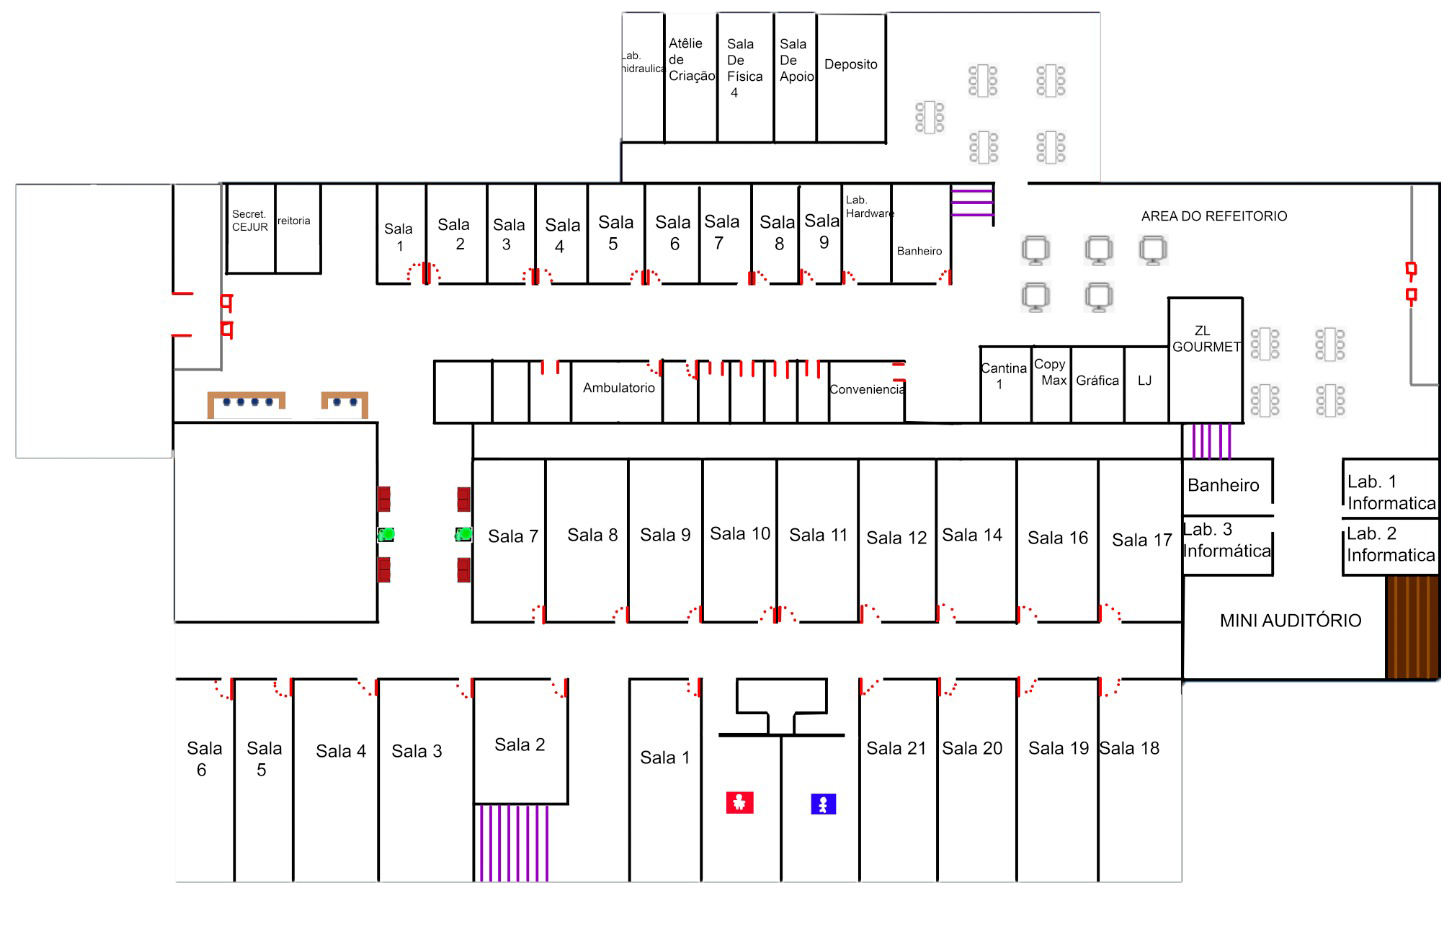 Lab.
hidraulica
Atêlie
de
Criação
Sala
De
Física
4
Sala
De
Apoio
Deposito
Secret.
CEJUR
reitoria
Sala
1
Sala
2
Sala
3
Sala
4
Sala
5
Sala
6
Sala
7
Sala
8
Sala
9
Lab.
Hardware
Banheiro
AREA DO REFEITORIO
ZL
GOURMET
Ambulatorio
Conveniencia
Cantina
1
Copy
Max
Gráfica
LJ
Sala 7
Sala 8
Sala 9
Sala 10
Sala 11
Sala 12
Sala 14
Sala 16
Sala 17
Banheiro
Lab. 3
Informática
Lab. 1
Informatica
Lab. 2
Informatica
MINI AUDITÓRIO
Sala
6
Sala
5
Sala 4
Sala 3
Sala 2
Sala 1
Sala 21
Sala 20
Sala 19
Sala 18